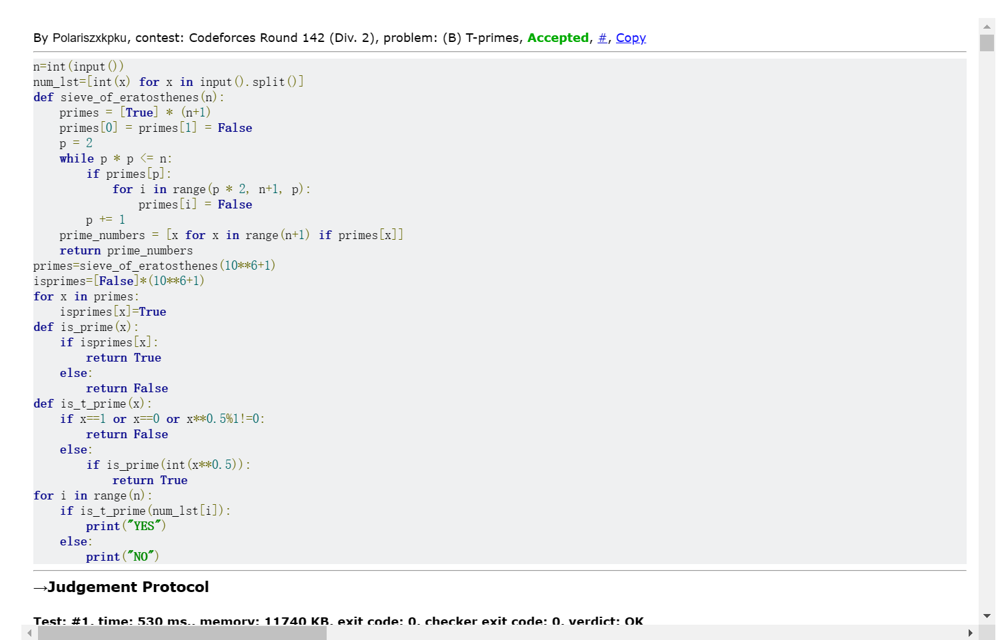 By Polariszxkpku, contest: Codeforces Round 142 (Div. 2), problem: (B) T-primes, Accepted, #, Copy
n=int(input())
num_lst=[int(x) for x in input().split()]
def sieve_of_eratosthenes(n):
    primes = [True] * (n+1)
    primes[0] = primes[1] = False
    p = 2
    while p * p <= n:
        if primes[p]:
            for i in range(p * 2, n+1, p):
                primes[i] = False
        p += 1
    prime_numbers = [x for x in range(n+1) if primes[x]]
    return prime_numbers
primes=sieve_of_eratosthenes(10**6+1)
isprimes=[False]*(10**6+1)
for x in primes:
    isprimes[x]=True
def is_prime(x):
    if isprimes[x]:
        return True
    else:
        return False
def is_t_prime(x):
    if x==1 or x==0 or x**0.5%1!=0:
        return False
    else:
        if is_prime(int(x**0.5)):
            return True
for i in range(n):
    if is_t_prime(num_lst[i]):
        print("YES")
    else:
        print("NO")
→Judgement Protocol
Test: #1, time: 530 ms., memory: 11740 KB, exit code: 0, checker exit code: 0, verdict: OK